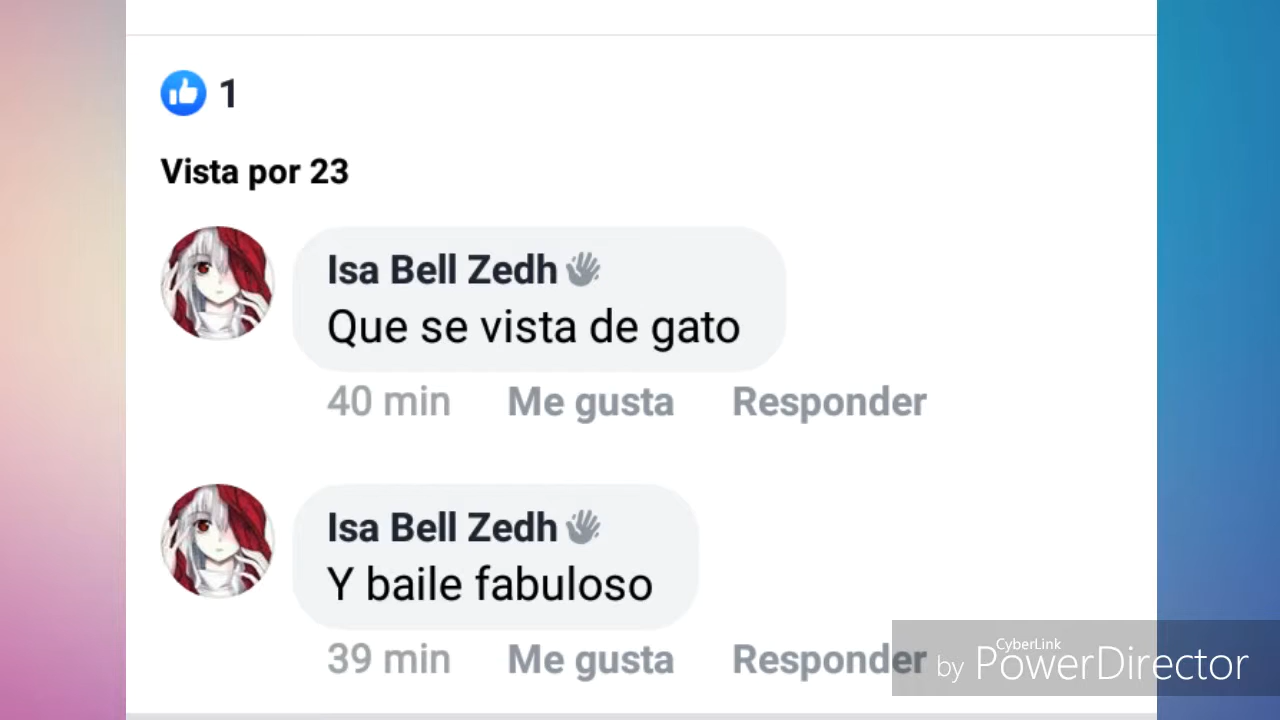 1
Vista por 23
Isa Bell Zedh
Que se vista de gato
40 min Me gusta Responder
Isa Bell Zedh
Y baile fabuloso
39 min Me gusta Responder
CyberLink
by PowerDirector